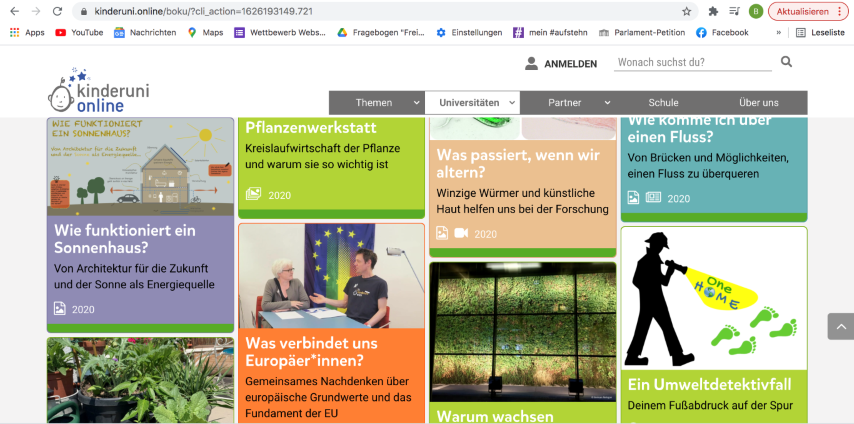 kinderuni.online/boku/?cli_action=1626193149.721
B
Aktualisieren
Apps
YouTube
Nachrichten
Maps
Wettbewerb Webs...
Fragebogen "Frei...
Einstellungen
mein #aufstehn
Parlament-Petition
Facebook
»
Leseliste
kinderuni
online
ANMELDEN
Wonach suchst du?
Themen
Universitäten
Partner
Schule
Über uns
WIE FUNKTIONIERT
EIN SONNENHAUS?
Wie funktioniert ein
Sonnenhaus?
Von Architektur für die Zukunft
und der Sonne als Energiequelle
2020
Pflanzenwerkstatt
Kreislaufwirtschaft der Pflanze
und warum sie so wichtig ist
2020
Was verbindet uns
Europäer*innen?
Gemeinsames Nachdenken über
europäische Grundwerte und das
Fundament der EU
Was passiert, wenn wir
altern?
Winzige Würmer und künstliche
Haut helfen uns bei der Forschung
2020
Warum wachsen
Wie komme ich über
einen Fluss?
Von Brücken und Möglichkeiten,
einen Fluss zu überqueren
2020
One
HOME
Ein Umweltdetektivfall
Deinem Fußabdruck auf der Spur